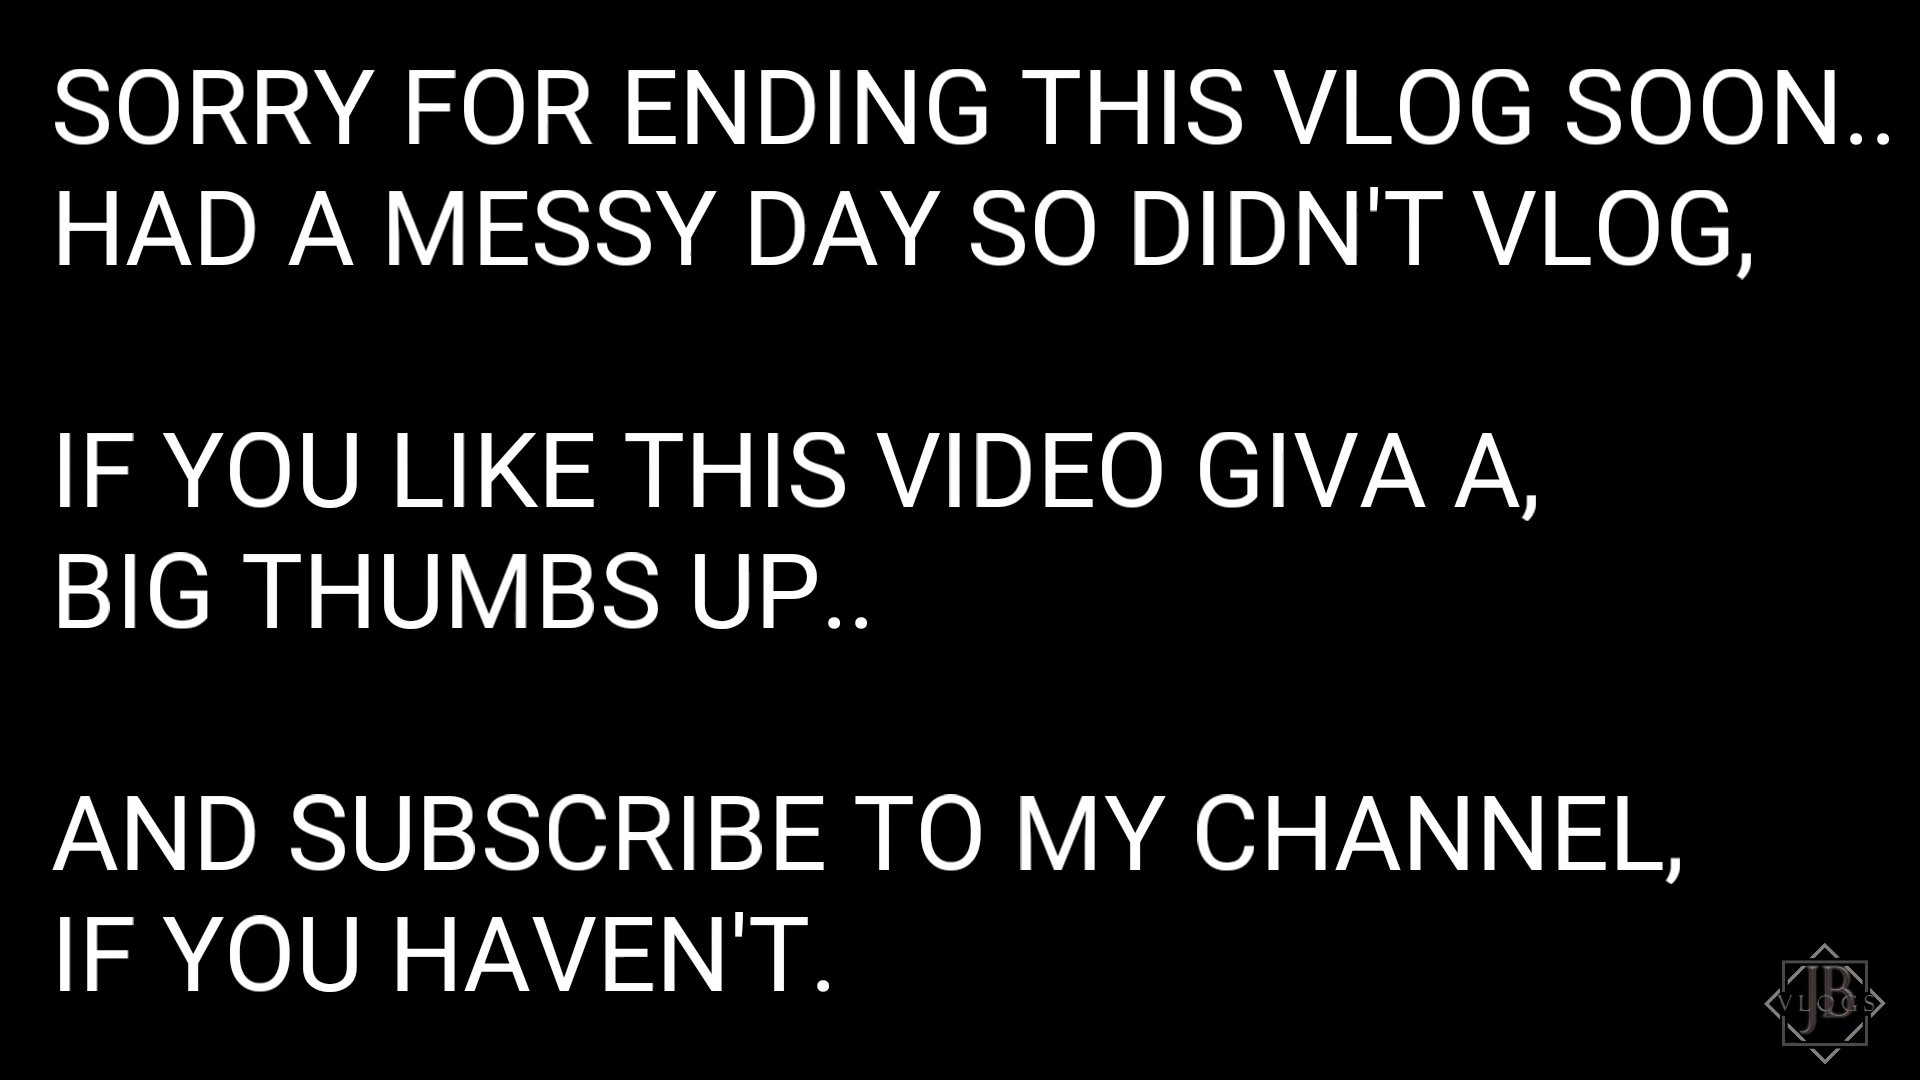 SORRY FOR ENDING THIS VLOG SOON..
HAD A MESSY DAY SO DIDN'T VLOG,
IF YOU LIKE THIS VIDEO GIVA A,
BIG THUMBS UP..
AND SUBSCRIBE TO MY CHANNEL,
IF YOU HAVEN'T.
JB
VLOGS